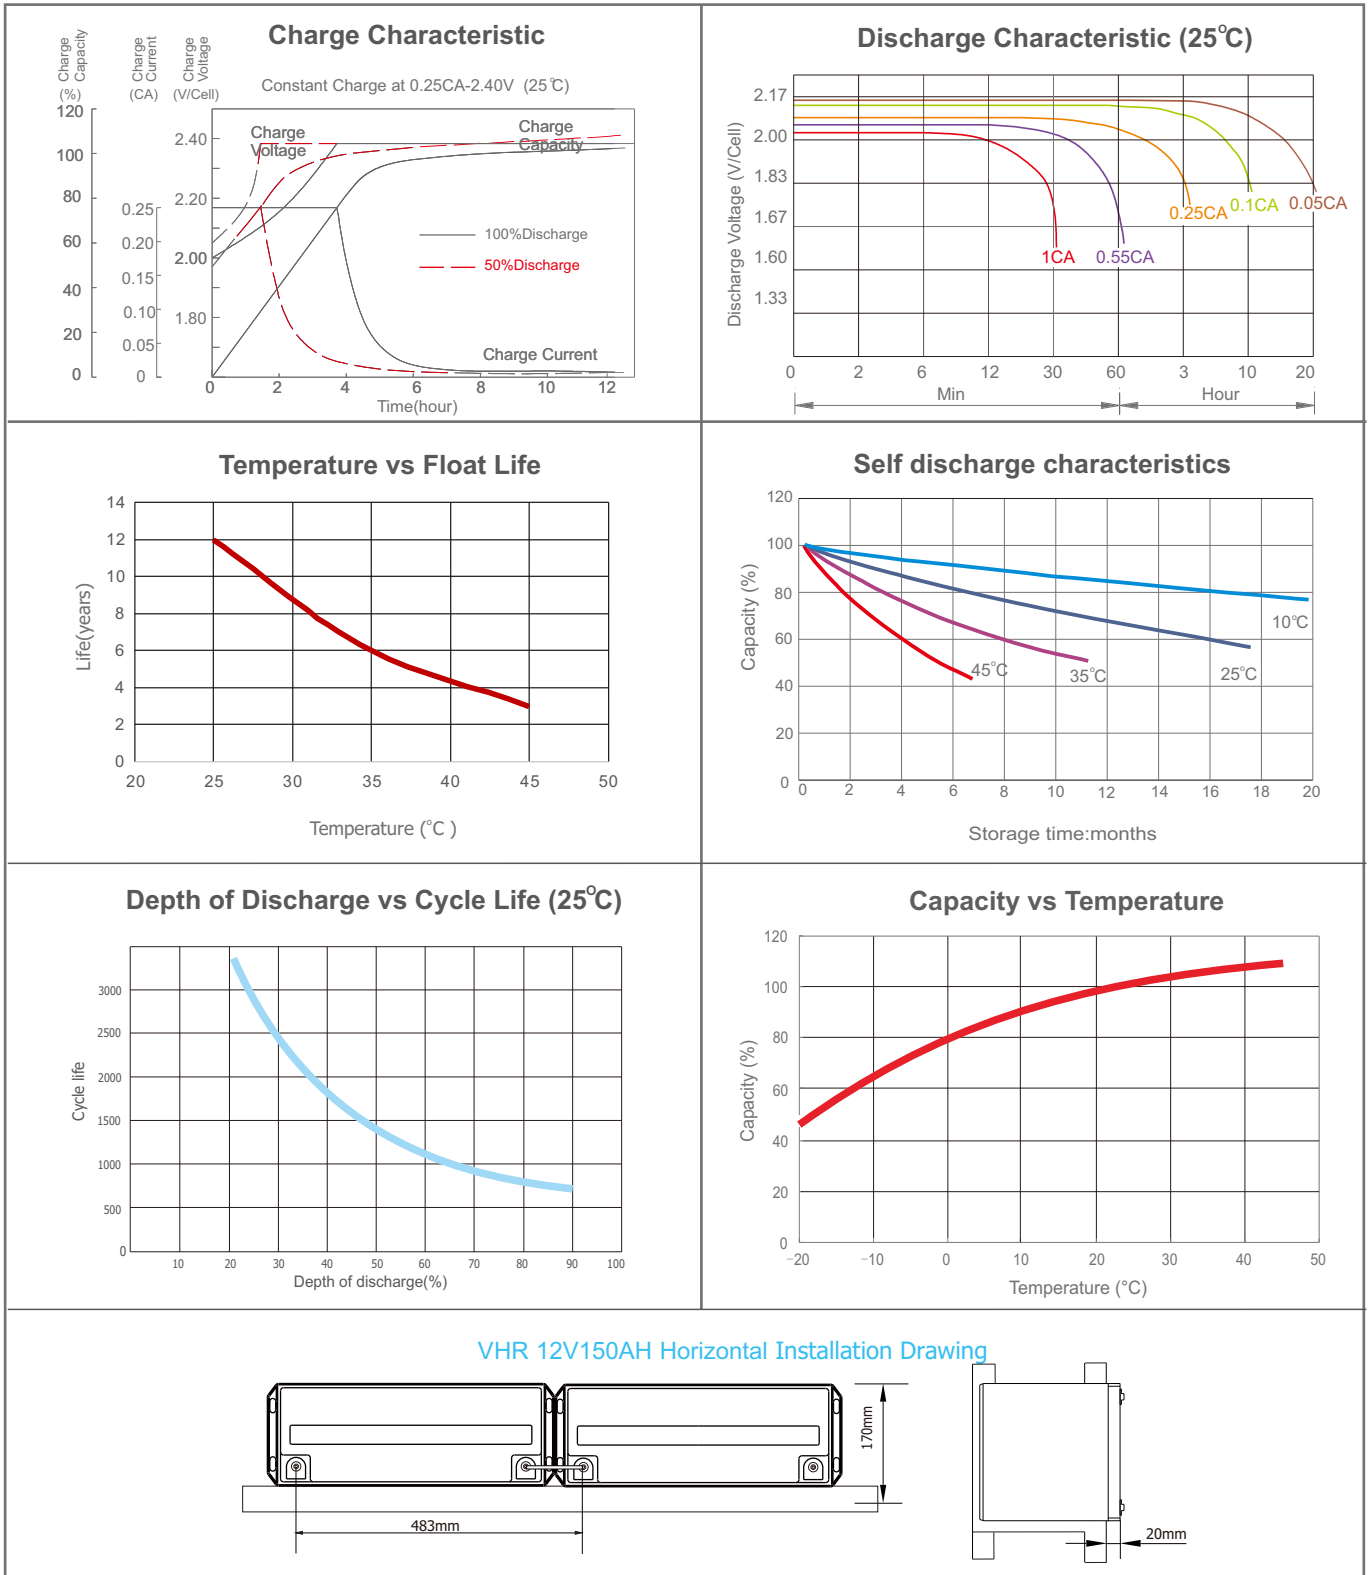 Charge Characteristic
Charge Capacity (%)
Charge Current (CA)
Charge Voltage (V/Cell)
Constant Charge at 0.25CA-2.40V (25℃)
120
100
80
60
40
20
0
0.25
0.20
0.15
0.10
0.05
0
2.40
2.20
2.00
1.80
Charge
Voltage
Charge
Capacity
100%Discharge
50%Discharge
Charge Current
0 2 4 6 8 10 12
Time(hour)
Discharge Characteristic (25°C)
Discharge Voltage (V/Cell)
2.17
2.00
1.83
1.67
1.60
1.33
1CA
0.55CA
0.25CA
0.1CA
0.05CA
0 2 6 12 30 60 3 10 20
Min Hour
Temperature vs Float Life
Life(years)
14
12
10
8
6
4
2
0
20 25 30 35 40 45 50
Temperature (°C )
Self discharge characteristics
Capacity (%)
120
100
80
60
40
20
0
10°C
25°C
35°C
45°C
0 2 4 6 8 10 12 14 16 18 20
Storage time:months
Depth of Discharge vs Cycle Life (25°C)
Cycle life
3000
2500
2000
1500
1000
500
0
10 20 30 40 50 60 70 80 90 100
Depth of discharge(%)
Capacity vs Temperature
Capacity (%)
120
100
80
60
40
20
0
−20 −10 0 10 20 30 40 50
Temperature (°C)
VHR 12V150AH Horizontal Installation Drawing
170mm
483mm
20mm